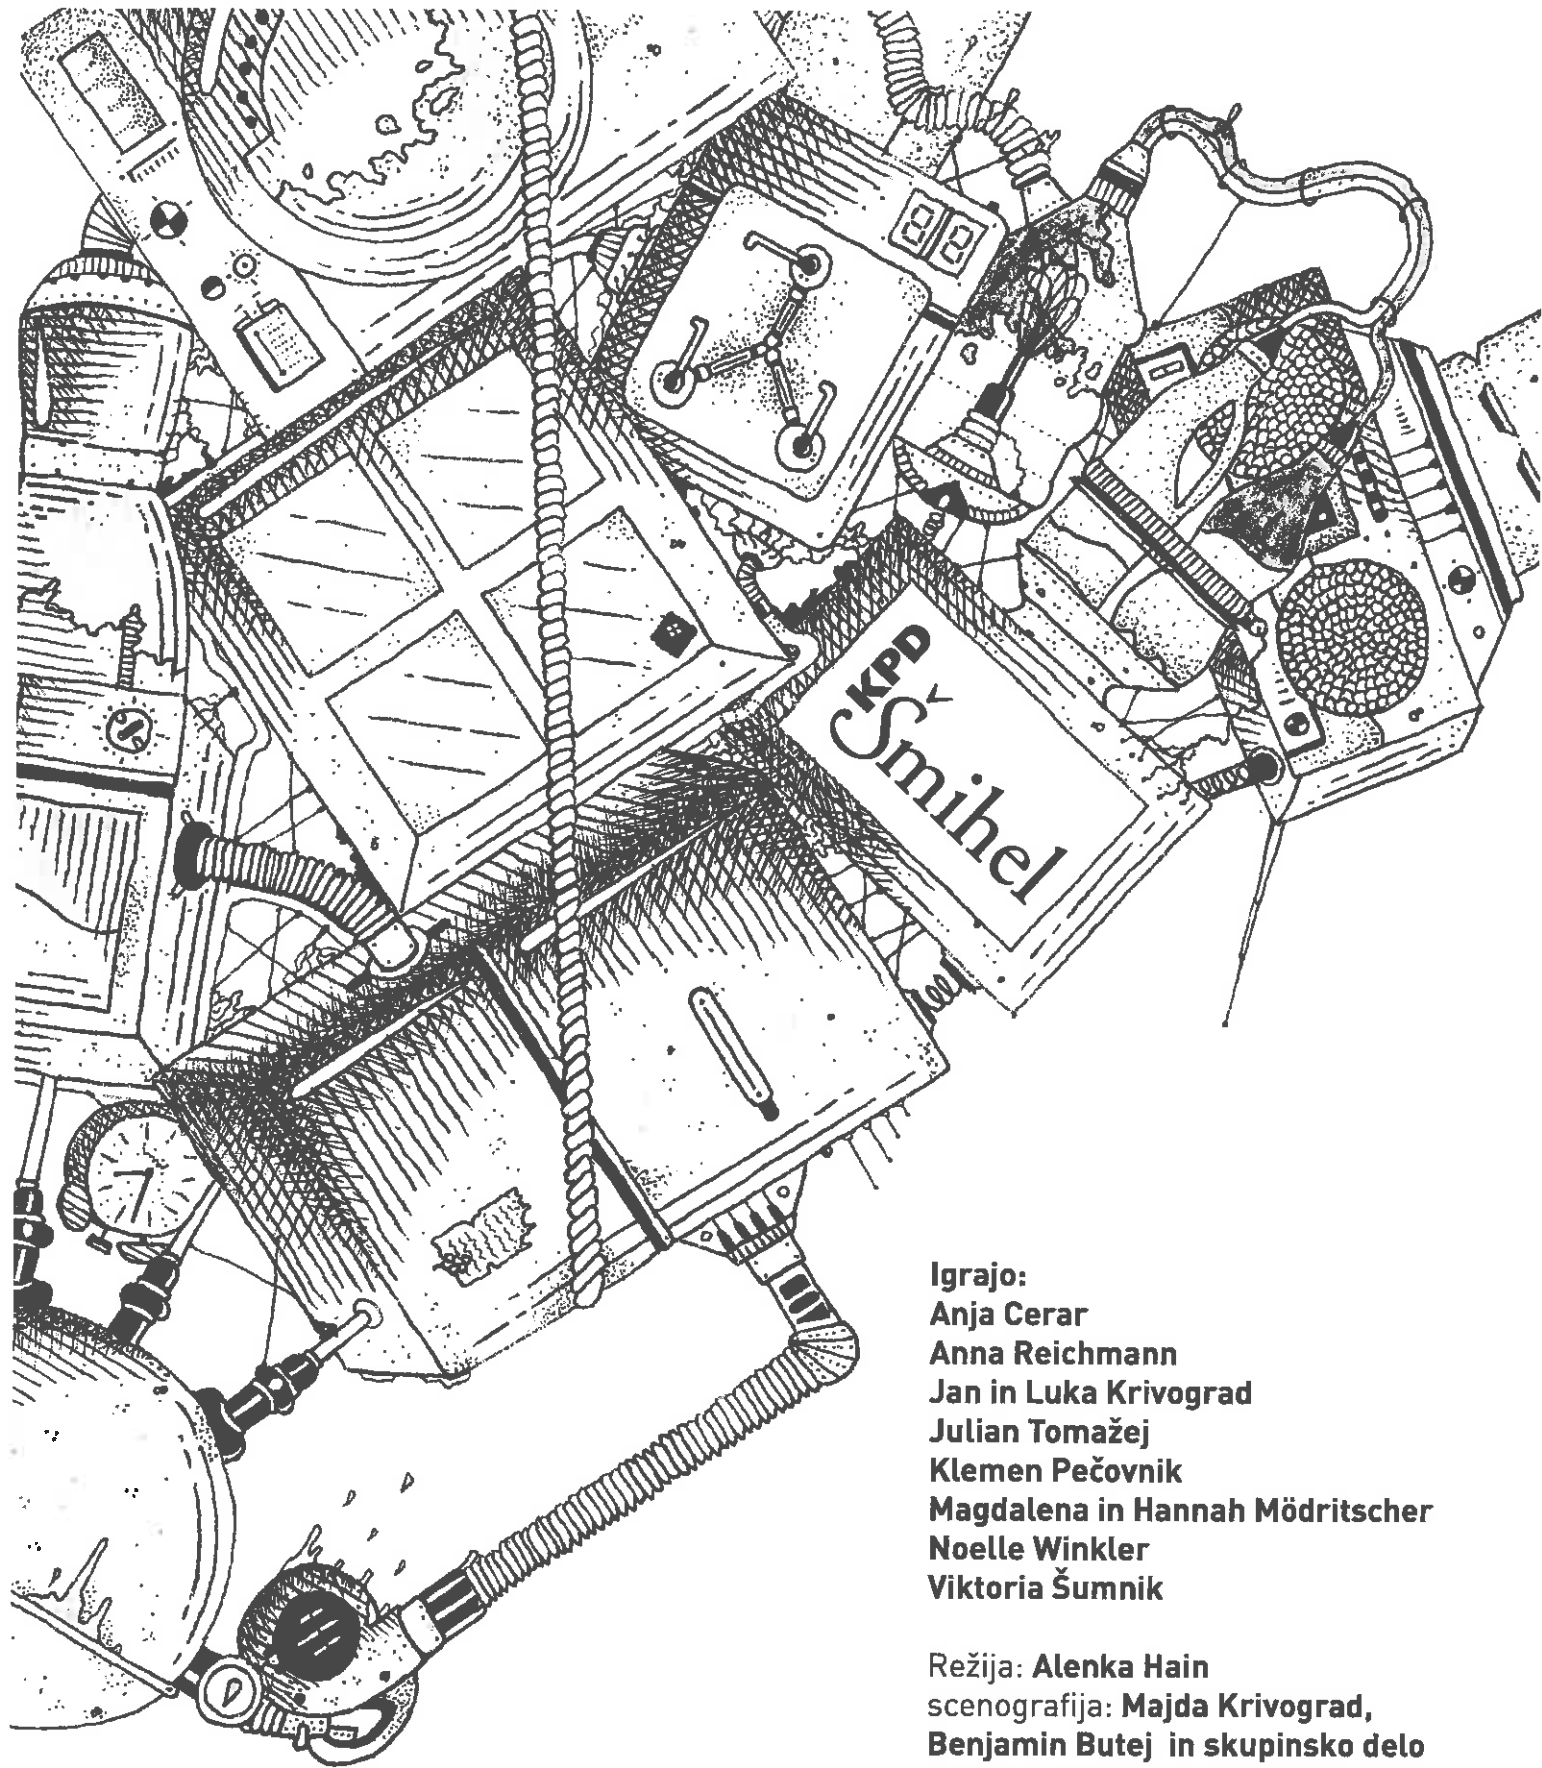 KPD
Šmihel
Igrajo:
Anja Cerar
Anna Reichmann
Jan in Luka Krivograd
Julian Tomažej
Klemen Pečovnik
Magdalena in Hannah Mödritscher
Noelle Winkler
Viktoria Šumnik
Režija: Alenka Hain
scenografija: Majda Krivograd,
Benjamin Butej in skupinsko delo